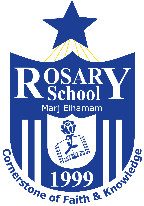 ROSARY
School
Marj Elhamam
1999
Cornerstone of Faith & Knowledge